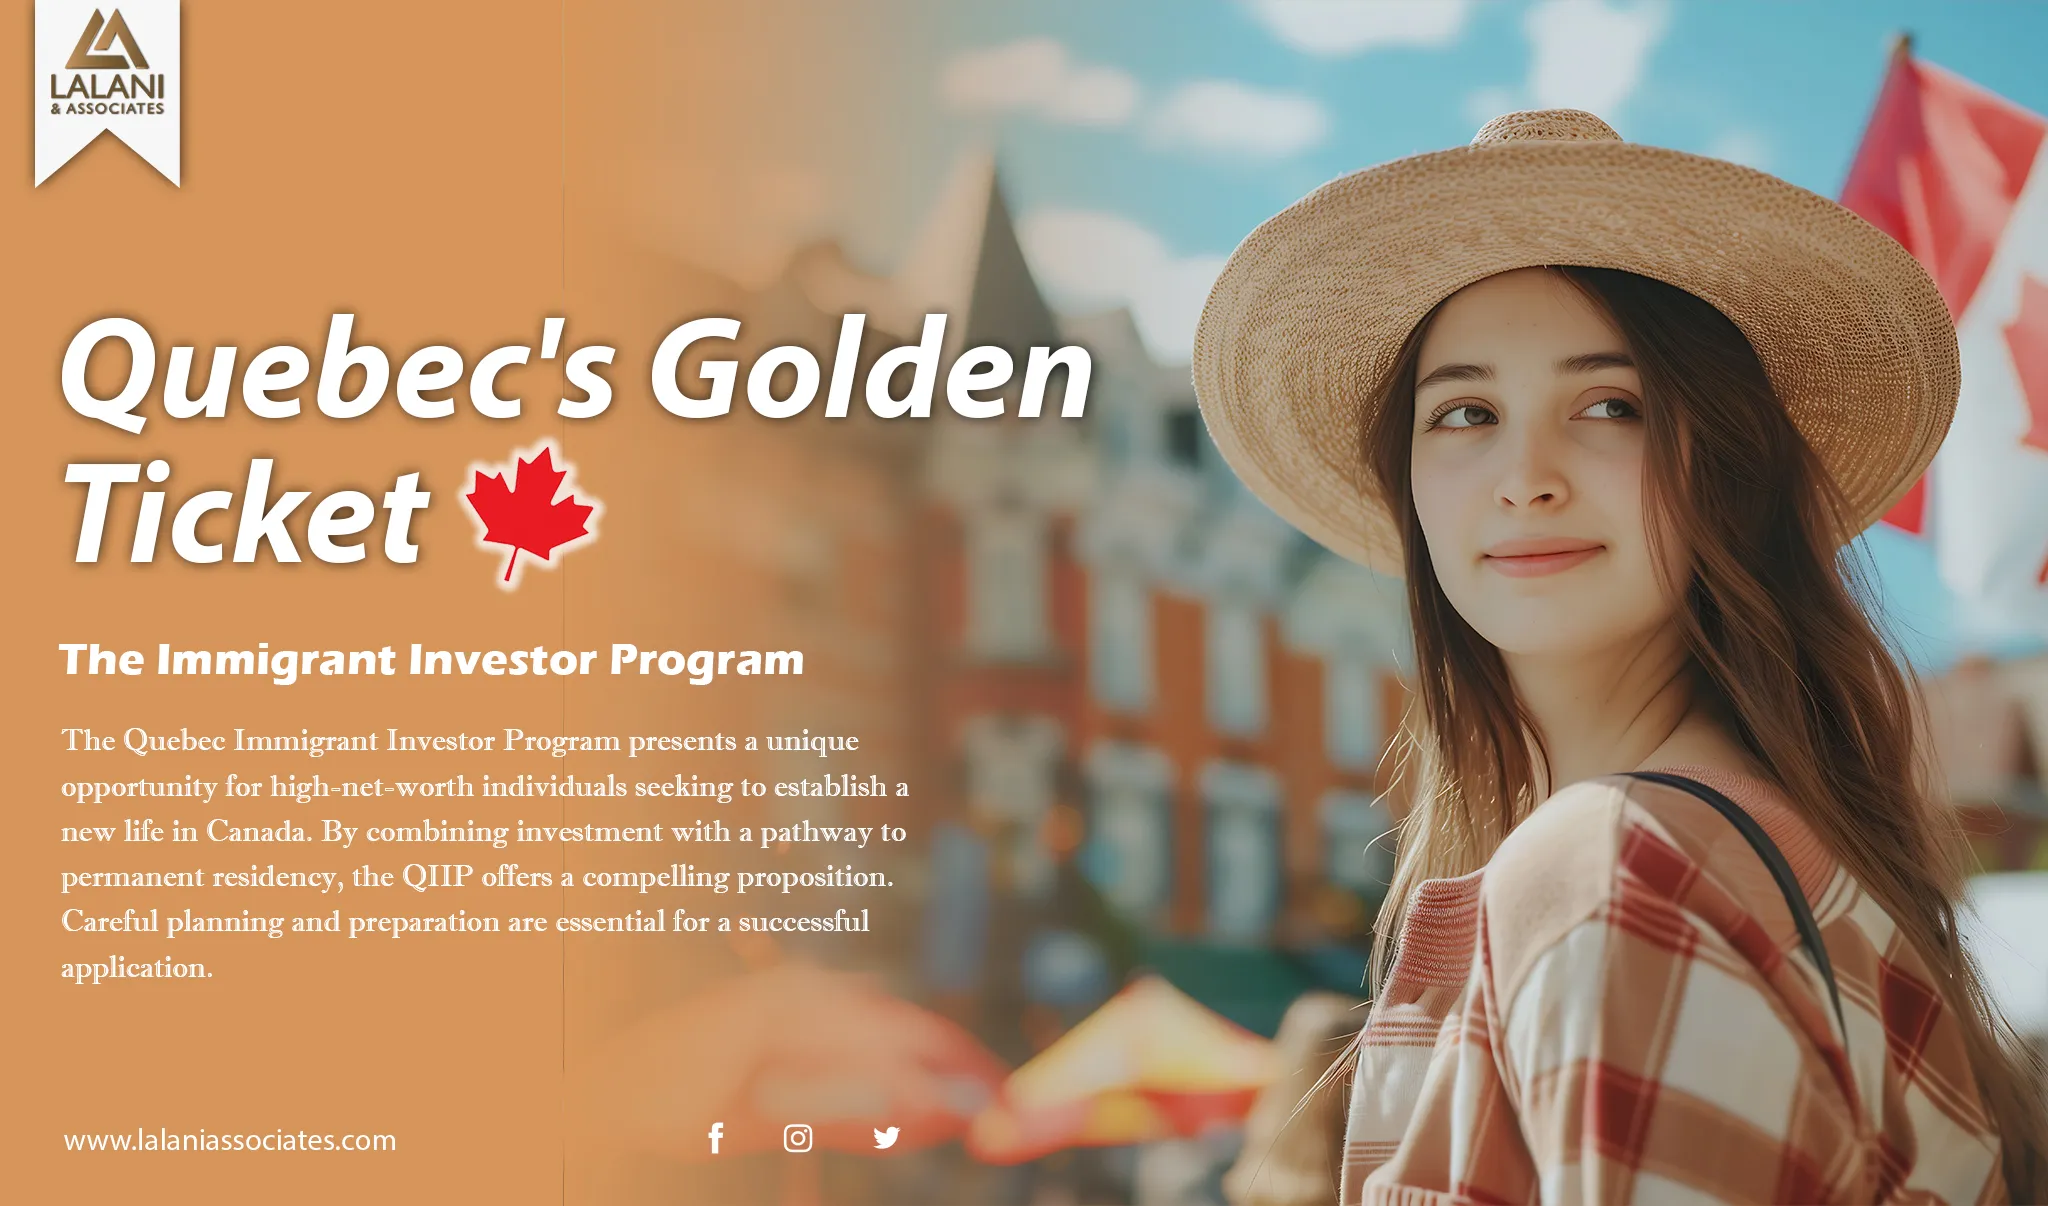 LALANI
& ASSOCIATES
Quebec's Golden
Ticket
The Immigrant Investor Program
The Quebec Immigrant Investor Program presents a unique
opportunity for high-net-worth individuals seeking to establish a
new life in Canada. By combining investment with a pathway to
permanent residency, the QIIP offers a compelling proposition.
Careful planning and preparation are essential for a successful
application.
www.lalaniassociates.com